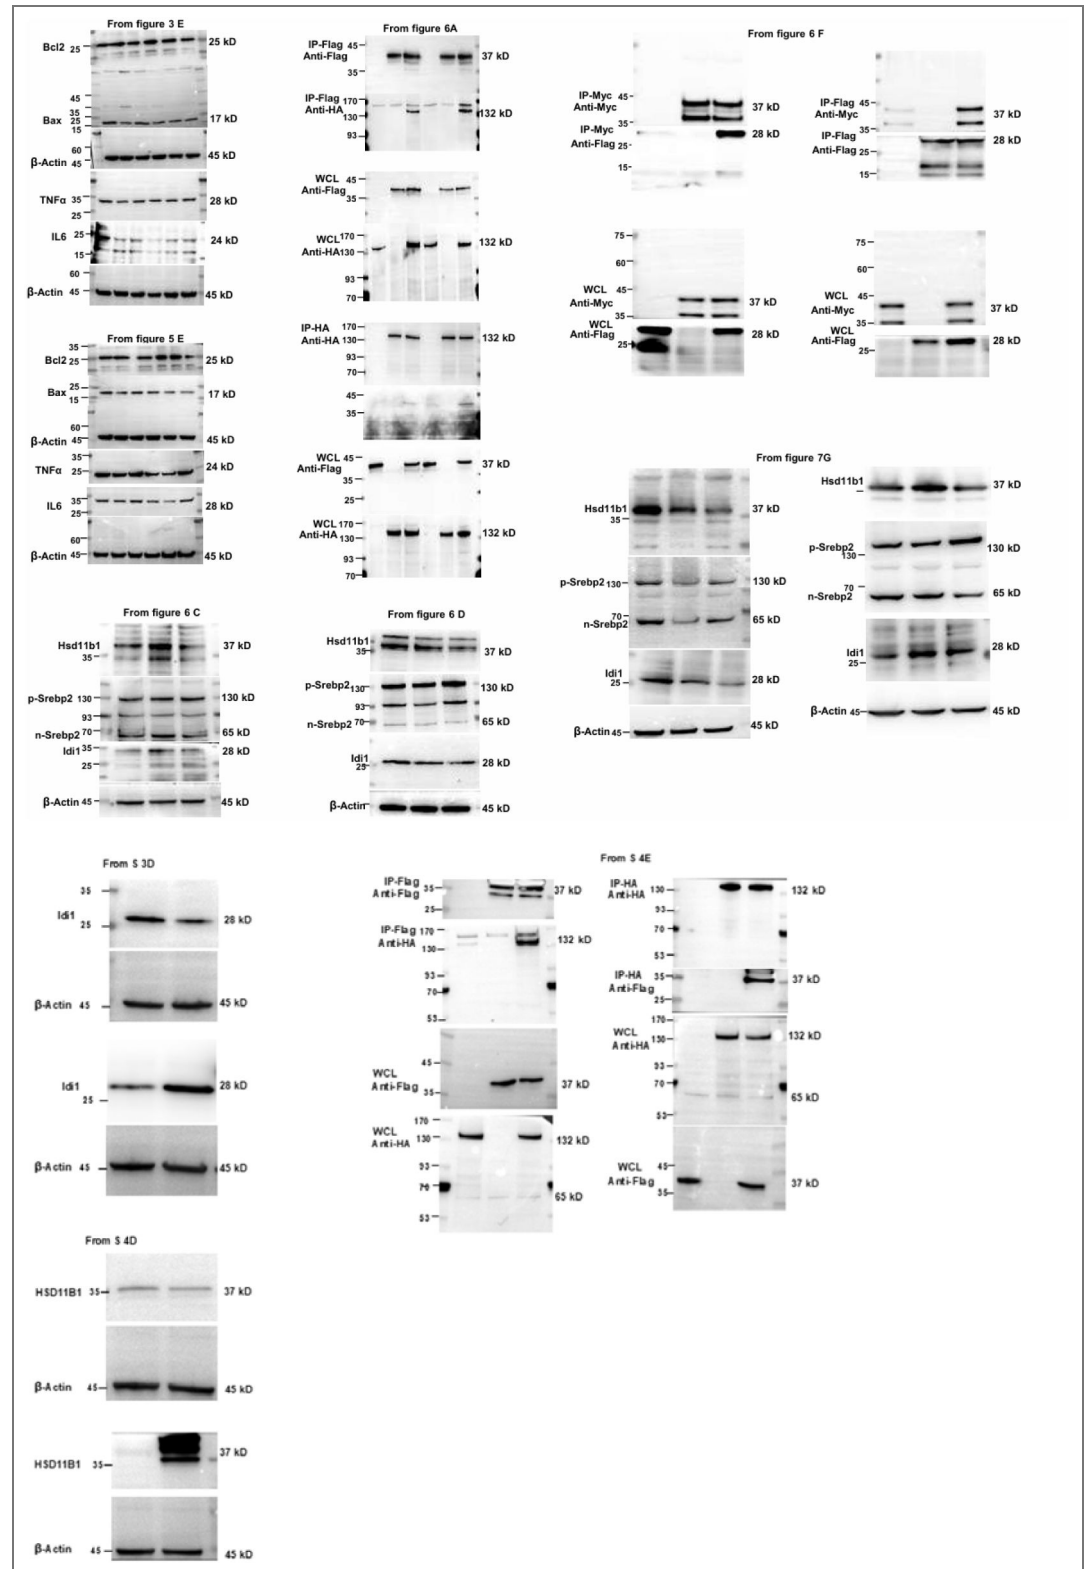 From figure 3 E
Bcl2 25 25 kD
45
35
25
Bax 17 kD
15
60
β-Actin 45 45 kD
TNFα 35 28 kD
25
IL6 25 24 kD
15
60
β-Actin 45 45 kD
From figure 5 E
35
Bcl2 25 25 kD
25
Bax 15 17 kD
60
β-Actin 45 45 kD
35
TNFα 25 24 kD
35
IL6 25 28 kD
60
β-Actin 45 45 kD
From figure 6 C
Hsd11b1 35 37 kD
p-Srebp2 130 130 kD
93
n-Srebp2 70 65 kD
Idi1 35 28 kD
25
β-Actin 45 45 kD
From figure 6A
IP-Flag 45
Anti-Flag 37 kD
35
IP-Flag 170
Anti-HA 130 132 kD
93
WCL 45
Anti-Flag 35
WCL 170
Anti-HA 130 132 kD
93
70
IP-HA 170
Anti-HA 130 132 kD
93
70
45
35
WCL 45 37 kD
Anti-Flag 35
25
WCL 170
Anti-HA 130 132 kD
93
70
From figure 6 D
Hsd11b1 35 37 kD
p-Srebp2 130 130 kD
93
n-Srebp2 70 65 kD
Idi1 25 28 kD
β-Actin 45 kD
From figure 6 F
IP-Myc 45
Anti-Myc 37 kD
35
IP-Myc 28 kD
Anti-Flag 25
15
75
60
WCL 45
Anti-Myc 37 kD
35
WCL
Anti-Flag 28 kD
25
IP-Flag 45
Anti-Myc 37 kD
35
IP-Flag 28 kD
Anti-Flag 25
15
75
60
WCL 45
Anti-Myc 37 kD
35
WCL
Anti-Flag 28 kD
25
From figure 7G
Hsd11b1 37 kD
35
p-Srebp2 130 130 kD
70
n-Srebp2 65 kD
Idi1 25 28 kD
β-Actin 45 45 kD
Hsd11b1 37 kD
p-Srebp2 130 130 kD
70
n-Srebp2 65 kD
Idi1 28 kD
25
β-Actin 45 45 kD
From S 3D
35
Idi1 25 28 kD
β-Actin 45 45 kD
Idi1 28 kD
25
β-Actin 45 45 kD
From S 4D
HSD11B1 35 37 kD
β-Actin 45 45 kD
37 kD
HSD11B1 35
β-Actin 45 45 kD
From S 4E
IP-Flag
Anti-Flag 35 37 kD
25
IP-Flag 170
Anti-HA 130 132 kD
93
70
53
45
WCL
Anti-Flag 35 37 kD
170
WCL 130 132 kD
Anti-HA
93
70
65 kD
53
IP-HA 130 132 kD
Anti-HA
93
70
53
IP-HA 35 37 kD
Anti-Flag
25
170
WCL 130 132 kD
Anti-HA
93
70
65 kD
53
WCL 45
Anti-Flag 37 kD
35